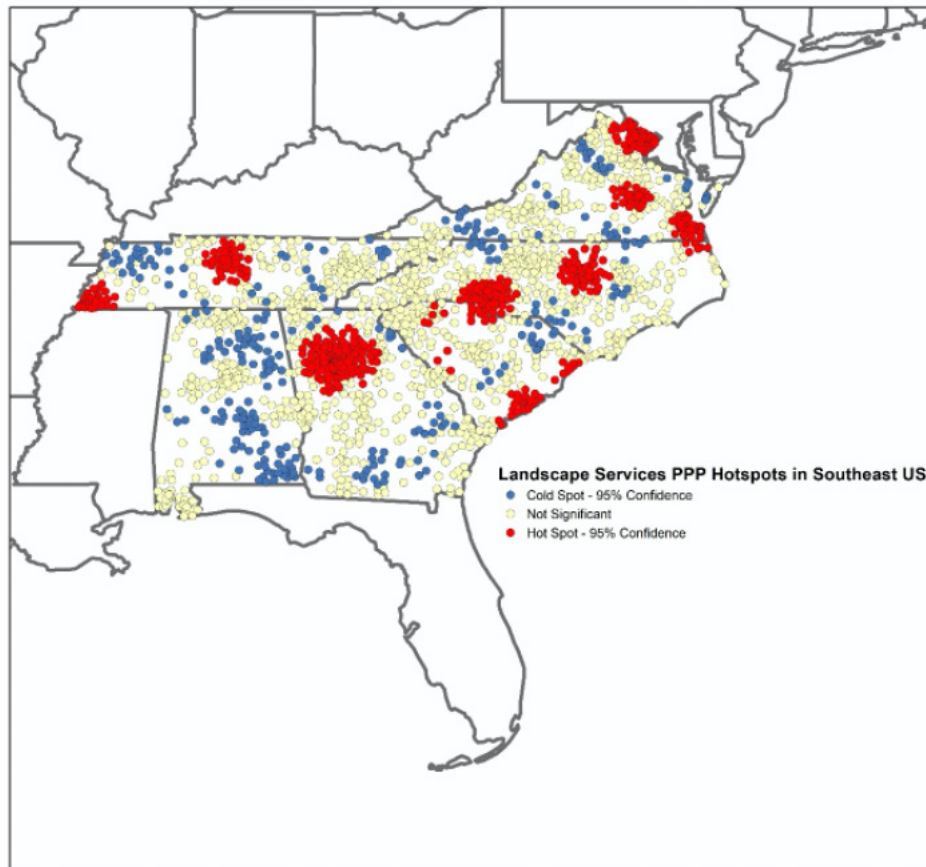 Landscape Services PPP Hotspots in Southeast US
Cold Spot - 95% Confidence
Not Significant
Hot Spot - 95% Confidence